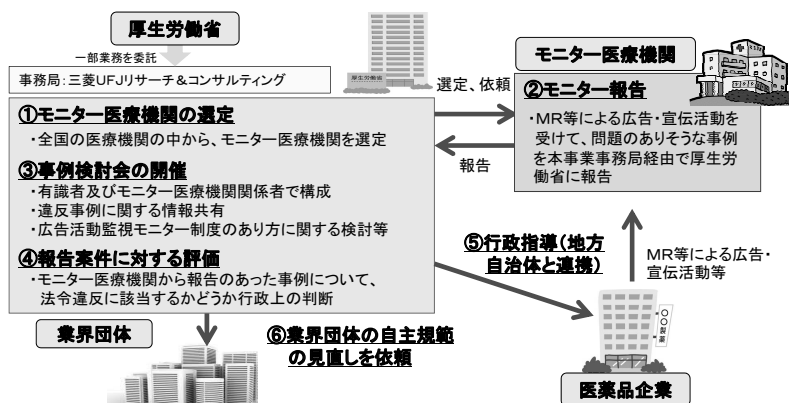 厚生労働省
一部業務を委託
事務局:三菱UFJリサーチ&コンサルティング
①モニター医療機関の選定
・全国の医療機関の中から、モニター医療機関を選定
③事例検討会の開催
・有識者及びモニター医療機関関係者で構成
・違反事例に関する情報共有
・広告活動監視モニター制度のあり方に関する検討等
④報告案件に対する評価
・モニター医療機関から報告のあった事例について、
法令違反に該当するかどうか行政上の判断
厚生労働省
選定、依頼
報告
モニター医療機関
②モニター報告
・MR等による広告・宣伝活動を
受けて、問題のありそうな事例
を本事業事務局経由で厚生労
働省に報告
⑤行政指導(地方
自治体と連携)
MR等による広告・
宣伝活動等
〇〇製薬
医薬品企業
業界団体
⑥業界団体の自主規範
の見直しを依頼